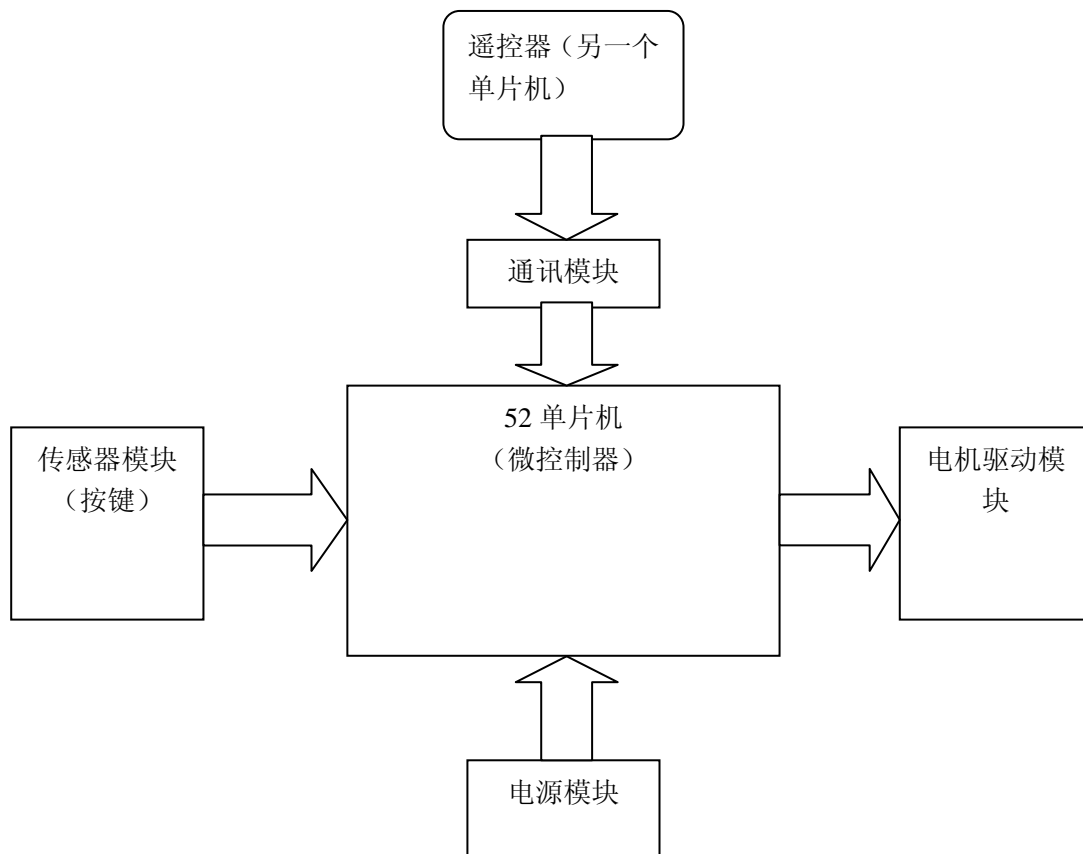 遥控器（另一个
单片机）
通讯模块
52 单片机
（微控制器）
传感器模块
（按键）
电机驱动模
块
电源模块